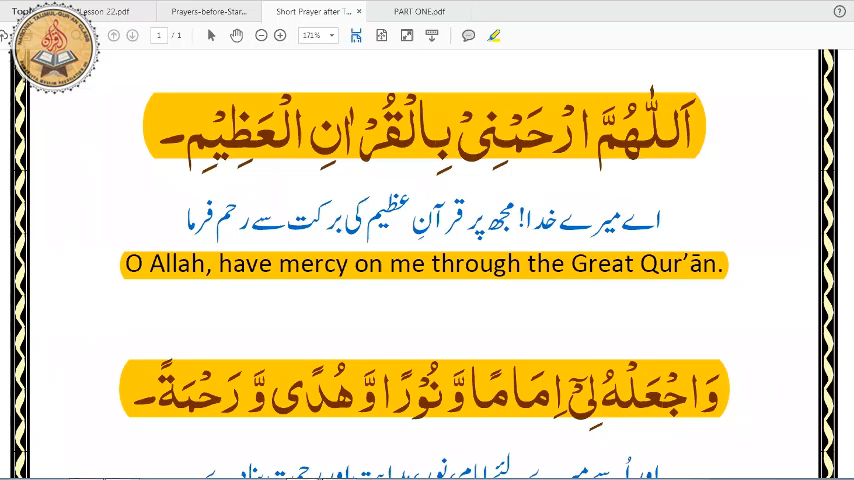 Lesson 22.pdf
Prayers-before-Star...
Short Prayer after T... ×
PART ONE.pdf
1 / 1
171%
اَللّٰهُمَّ ارْحَمْنِیْ بِالْقُرْاٰنِ الْعَظِیْمِ۔
اے میرے خدا! مجھ پر قرآنِ عظیم کی برکت سے رحم فرما
O Allah, have mercy on me through the Great Qur’ān.
وَاجْعَلْهُ لِیْٓ اِمَامًا وَّ نُوْرًا وَّ هُدًی وَّ رَحْمَةً۔